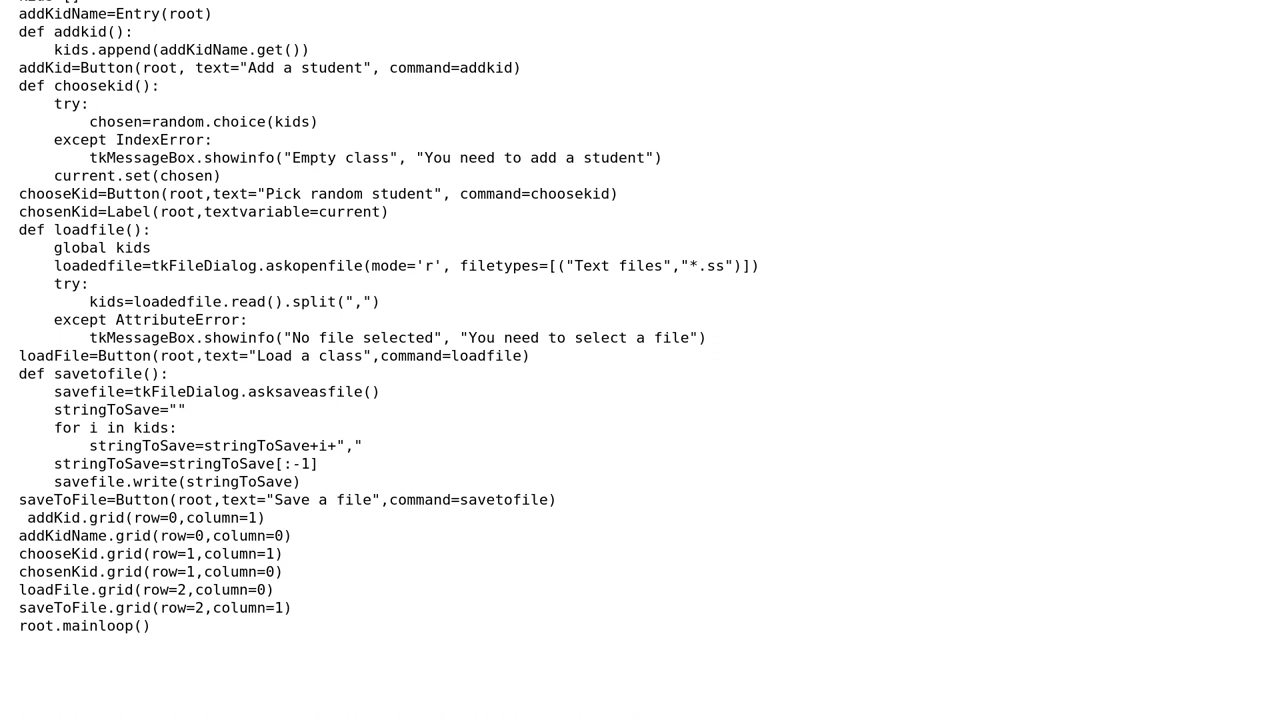 addKidName=Entry(root)
def addkid():
    kids.append(addKidName.get())
addKid=Button(root, text="Add a student", command=addkid)
def choosekid():
    try:
        chosen=random.choice(kids)
    except IndexError:
        tkMessageBox.showinfo("Empty class", "You need to add a student")
    current.set(chosen)
chooseKid=Button(root,text="Pick random student", command=choosekid)
chosenKid=Label(root,textvariable=current)
def loadfile():
    global kids
    loadedfile=tkFileDialog.askopenfile(mode='r', filetypes=[("Text files","*.ss")])
    try:
        kids=loadedfile.read().split(",")
    except AttributeError:
        tkMessageBox.showinfo("No file selected", "You need to select a file")
loadFile=Button(root,text="Load a class",command=loadfile)
def savetofile():
    savefile=tkFileDialog.asksaveasfile()
    stringToSave=""
    for i in kids:
        stringToSave=stringToSave+i+","
    stringToSave=stringToSave[:-1]
    savefile.write(stringToSave)
saveToFile=Button(root,text="Save a file",command=savetofile)
 addKid.grid(row=0,column=1)
addKidName.grid(row=0,column=0)
chooseKid.grid(row=1,column=1)
chosenKid.grid(row=1,column=0)
loadFile.grid(row=2,column=0)
saveToFile.grid(row=2,column=1)
root.mainloop()